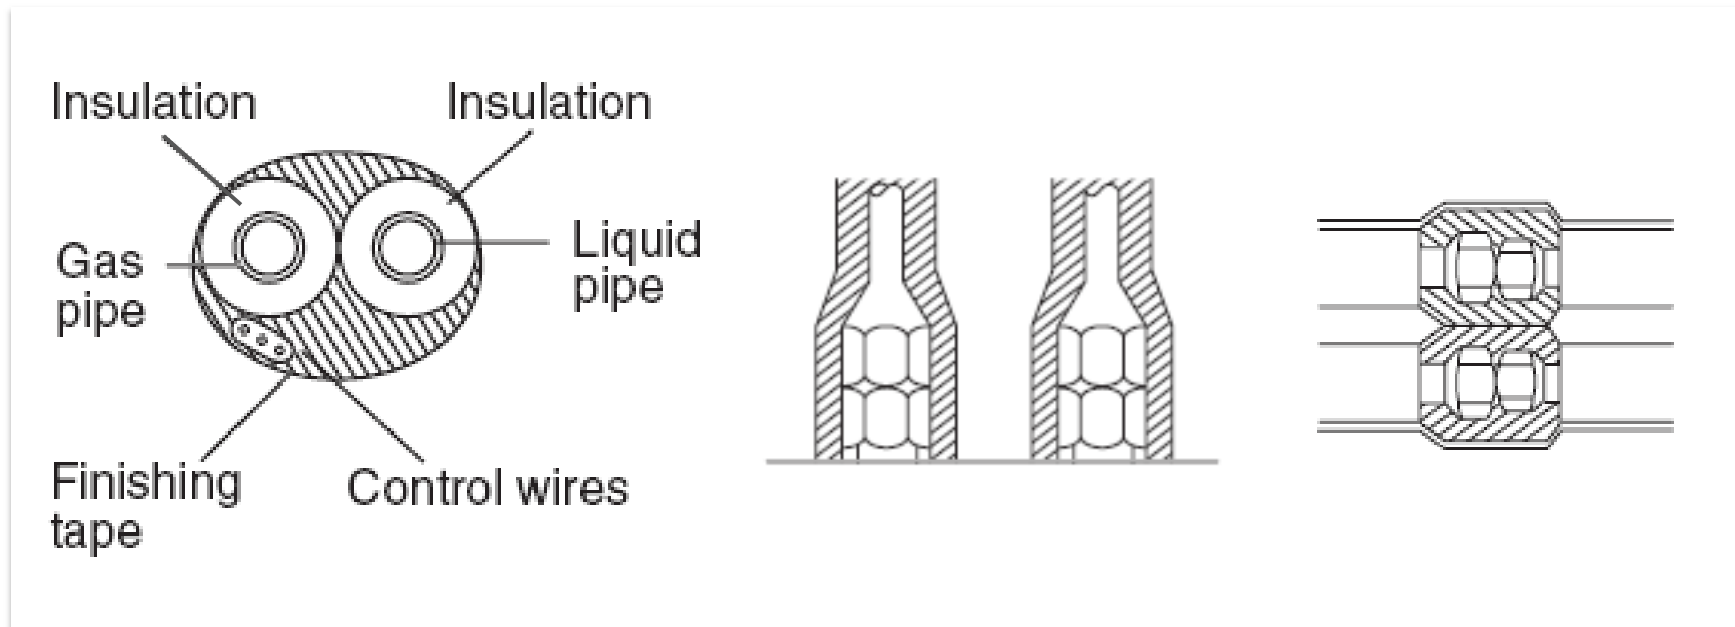 Insulation
Insulation
Gas
pipe
Liquid
pipe
Finishing
tape
Control wires